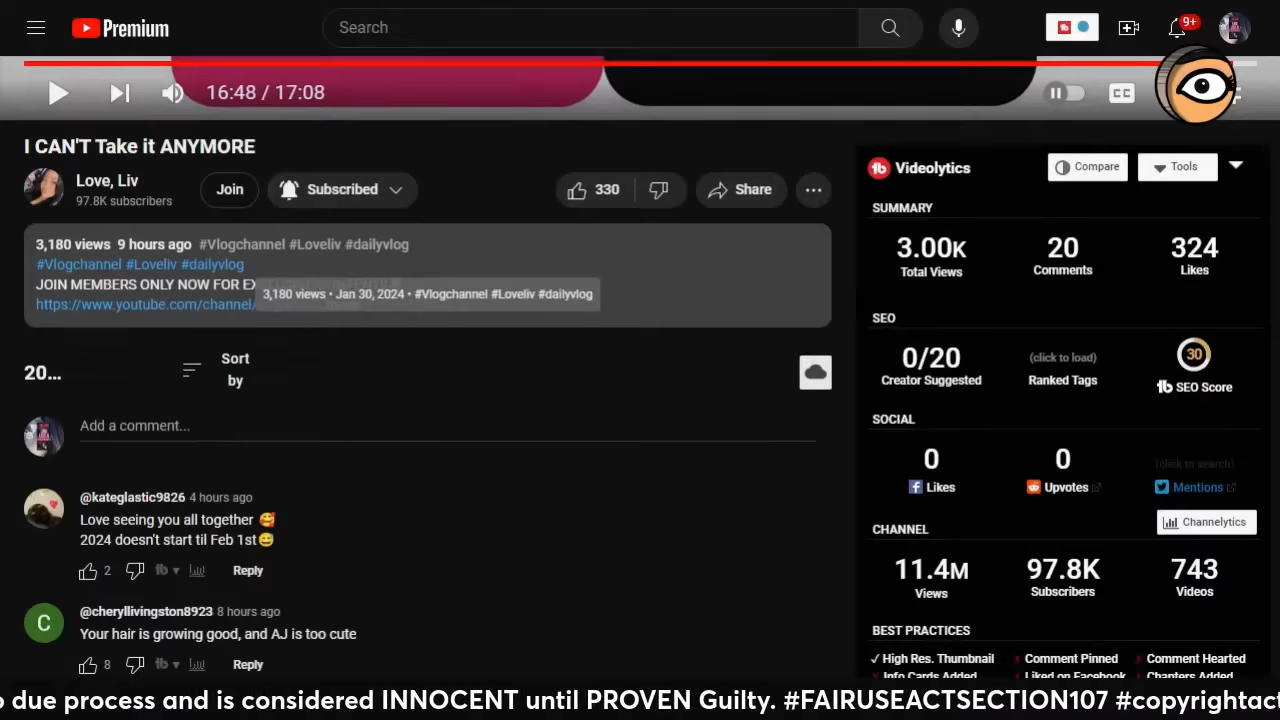 Premium
Search
9+
16:48 / 17:08
CC
I CAN'T Take it ANYMORE
Love, Liv
97.8K subscribers
Join
Subscribed
330
Share
3,180 views 9 hours ago #Vlogchannel #Loveliv #dailyvlog
#Vlogchannel #Loveliv #dailyvlog
JOIN MEMBERS ONLY NOW FOR EX
3,180 views • Jan 30, 2024 • #Vlogchannel #Loveliv #dailyvlog
https://www.youtube.com/channel/
20...
Sort
by
Add a comment...
@kateglastic9826 4 hours ago
Love seeing you all together 🥰
2024 doesn't start til Feb 1st😅
2
Reply
C
@cheryllivingston8923 8 hours ago
Your hair is growing good, and AJ is too cute
8
Reply
Videolytics
Compare
Tools
SUMMARY
3.00K
Total Views
20
Comments
324
Likes
SEO
0/20
Creator Suggested
(click to load)
Ranked Tags
30
SEO Score
SOCIAL
0
Likes
0
Upvotes
(click to search)
Mentions
CHANNEL
Channelytics
11.4M
Views
97.8K
Subscribers
743
Videos
BEST PRACTICES
✓ High Res. Thumbnail
x Comment Pinned
x Comment Hearted
x Info Cards Added
x Liked on Facebook
x Chapters Added
o due process and is considered INNOCENT until PROVEN Guilty. #FAIRUSEACTSECTION107 #copyrightact